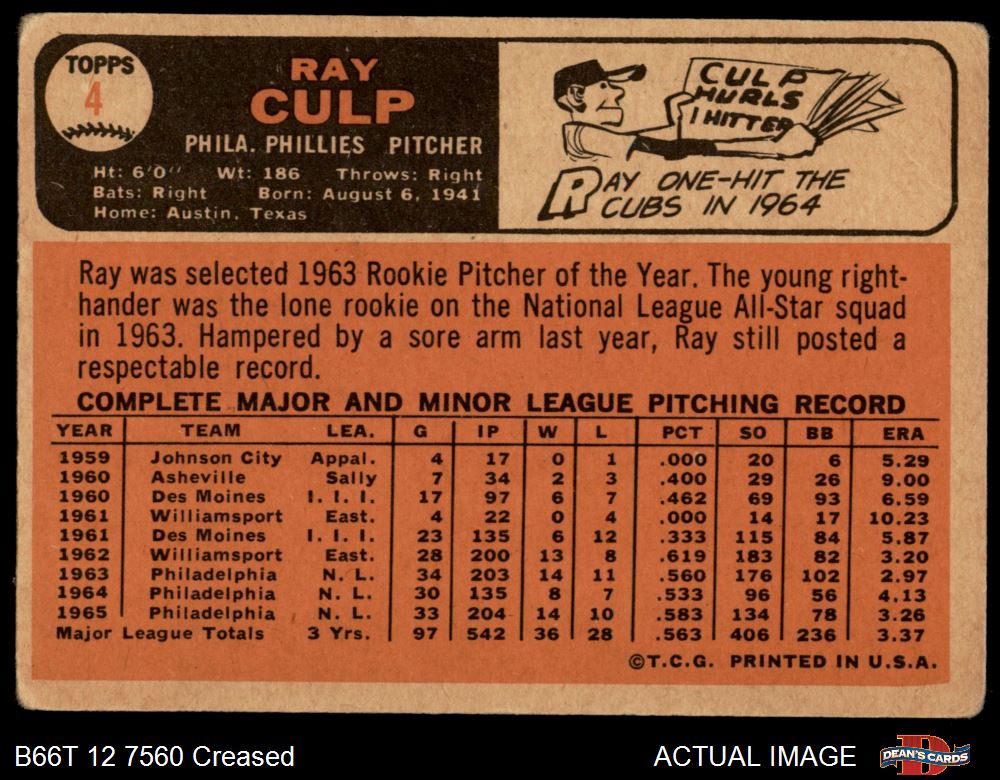 TOPPS
4
RAY
CULP
PHILA. PHILLIES PITCHER
Ht: 6'0" Wt: 186 Throws: Right
Bats: Right Born: August 6, 1941
Home: Austin, Texas
CULP
HURLS
1 HITTER
RAY ONE-HIT THE
CUBS IN 1964
Ray was selected 1963 Rookie Pitcher of the Year. The young right-
hander was the lone rookie on the National League All-Star squad
in 1963. Hampered by a sore arm last year, Ray still posted a
respectable record.
COMPLETE MAJOR AND MINOR LEAGUE PITCHING RECORD
YEAR TEAM LEA. G IP W L PCT SO BB ERA
1959 Johnson City Appal. 4 17 0 1 .000 20 6 5.29
1960 Asheville Sally 7 34 2 3 .400 29 26 9.00
1960 Des Moines I. I. I. 17 97 6 7 .462 69 93 6.59
1961 Williamsport East. 4 22 0 4 .000 14 17 10.23
1961 Des Moines I. I. I. 23 135 6 12 .333 115 84 5.87
1962 Williamsport East. 28 200 13 8 .619 183 82 3.20
1963 Philadelphia N. L. 34 203 14 11 .560 176 102 2.97
1964 Philadelphia N. L. 30 135 8 7 .533 96 56 4.13
1965 Philadelphia N. L. 33 204 14 10 .583 134 78 3.26
Major League Totals 3 Yrs. 97 542 36 28 .563 406 236 3.37
©T.C.G. PRINTED IN U.S.A.
B66T 12 7560 Creased
ACTUAL IMAGE
DEAN'S CARDS